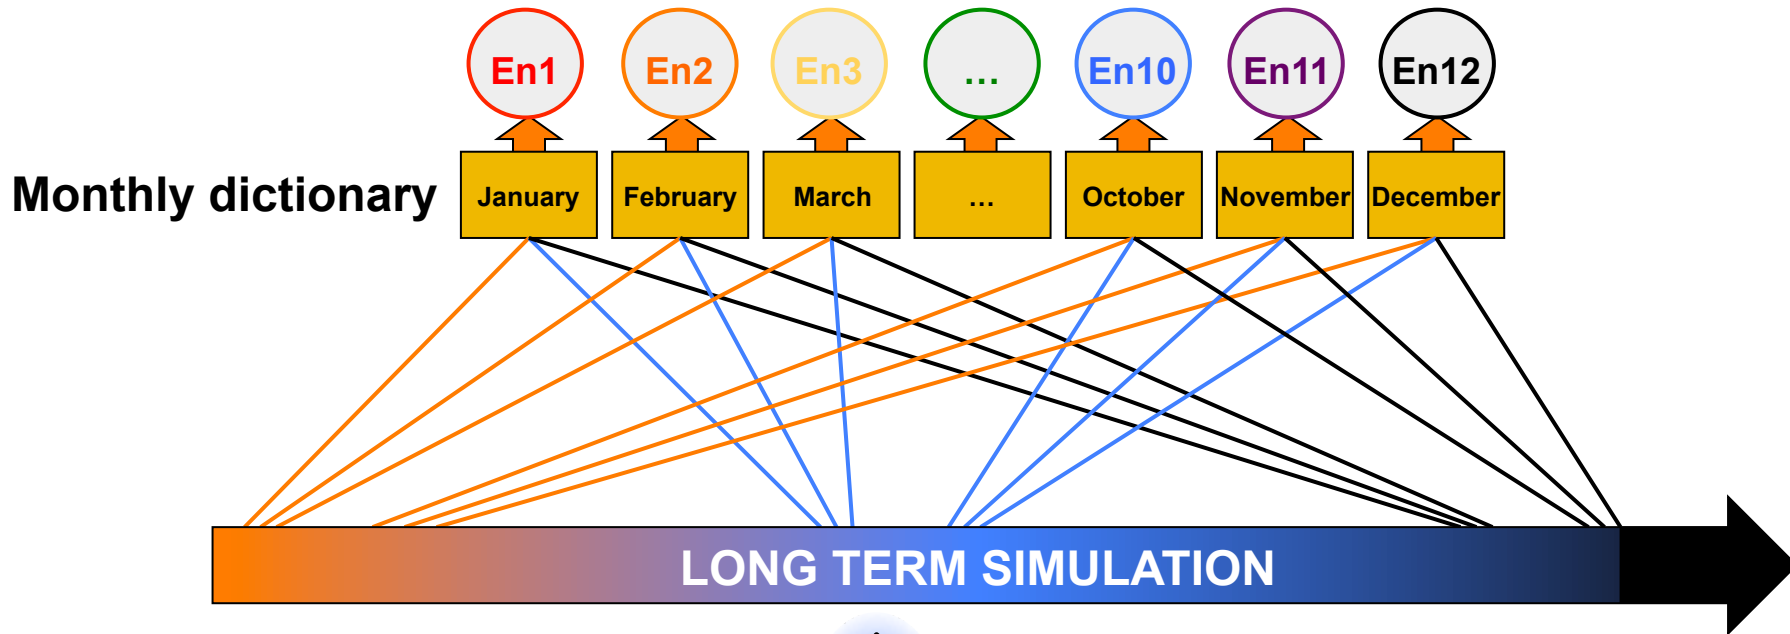 En1 En2 En3 ... En10 En11 En12
Monthly dictionary January February March ... October November December
LONG TERM SIMULATION